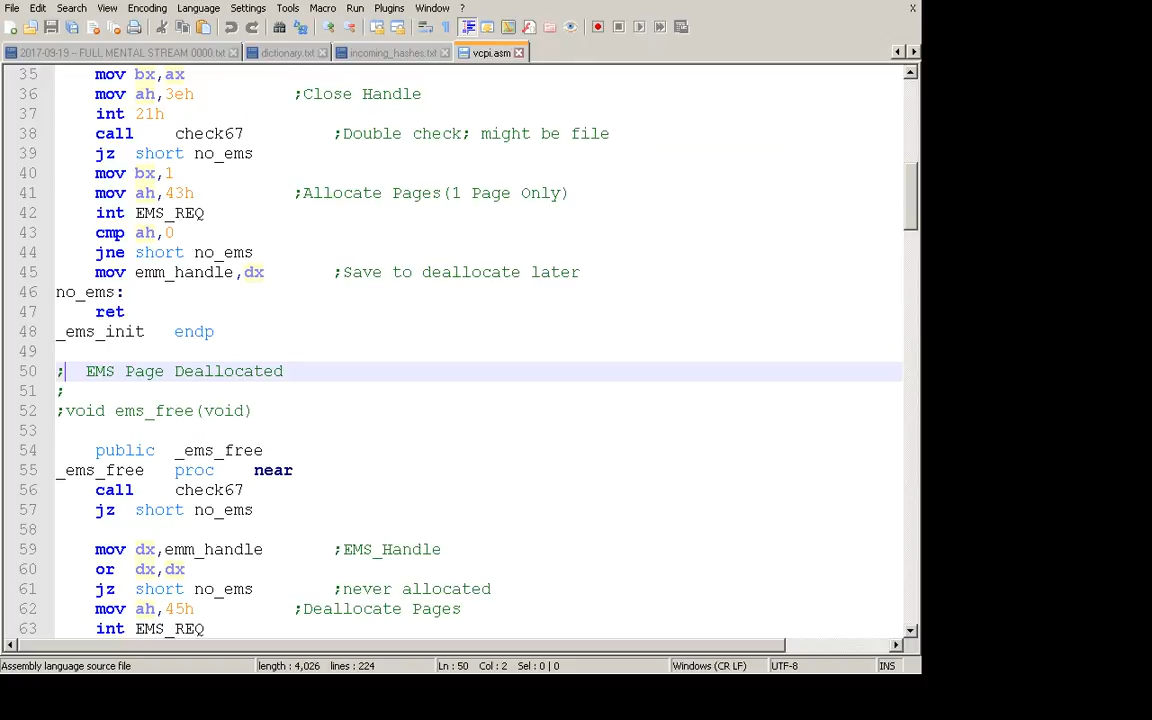 File Edit Search View Encoding Language Settings Tools Macro Run Plugins Window ? X
2017-09-19 – FULL MENTAL STREAM 0000.txt dictionary.txt incoming_hashes.txt vcpi.asm
35 mov bx,ax
36 mov ah,3eh ;Close Handle
37 int 21h
38 call check67 ;Double check; might be file
39 jz short no_ems
40 mov bx,1
41 mov ah,43h ;Allocate Pages(1 Page Only)
42 int EMS_REQ
43 cmp ah,0
44 jne short no_ems
45 mov emm_handle,dx ;Save to deallocate later
46 no_ems:
47 ret
48 _ems_init endp
49
50 ; EMS Page Deallocated
51 ;
52 ;void ems_free(void)
53
54 public _ems_free
55 _ems_free proc near
56 call check67
57 jz short no_ems
58
59 mov dx,emm_handle ;EMS_Handle
60 or dx,dx
61 jz short no_ems ;never allocated
62 mov ah,45h ;Deallocate Pages
63 int EMS_REQ
Assembly language source file length : 4,026 lines : 224 Ln : 50 Col : 2 Sel : 0 | 0 Windows (CR LF) UTF-8 INS